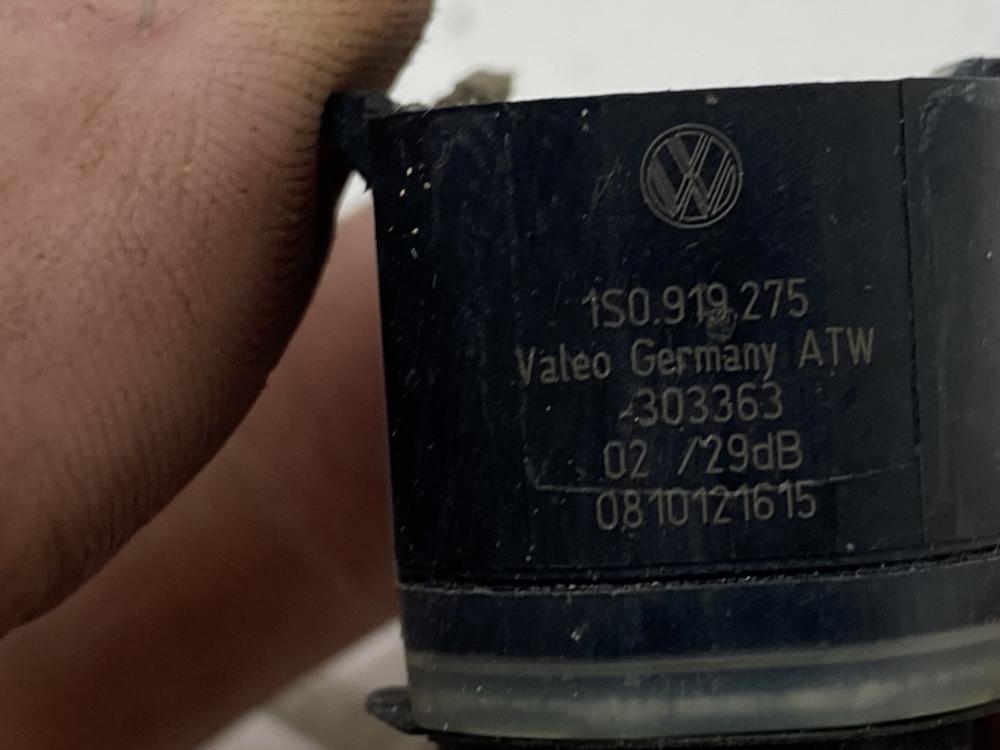 1S0.919.275
Valeo Germany ATW
-303363
02 /29dB
0810121615